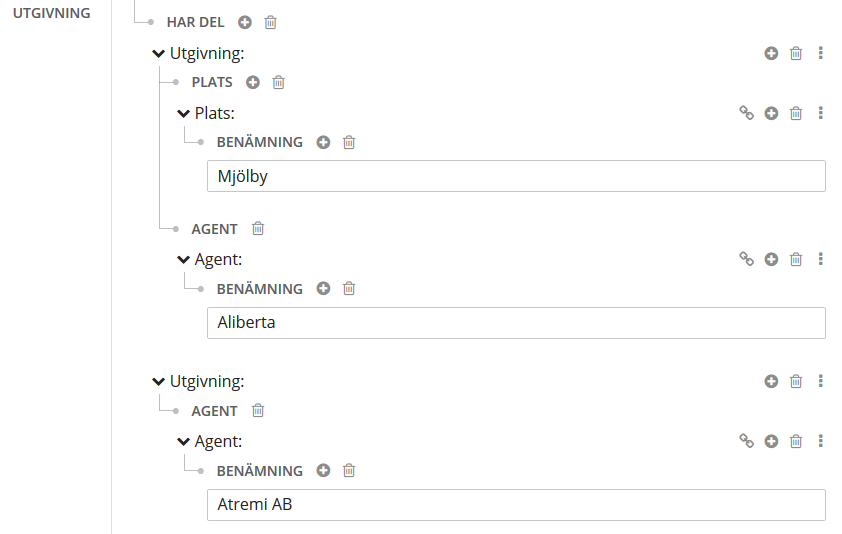 UTGIVNING
HAR DEL
Utgivning:
PLATS
Plats:
BENÄMNING
Mjölby
AGENT
Agent:
BENÄMNING
Aliberta
Utgivning:
AGENT
Agent:
BENÄMNING
Atremi AB